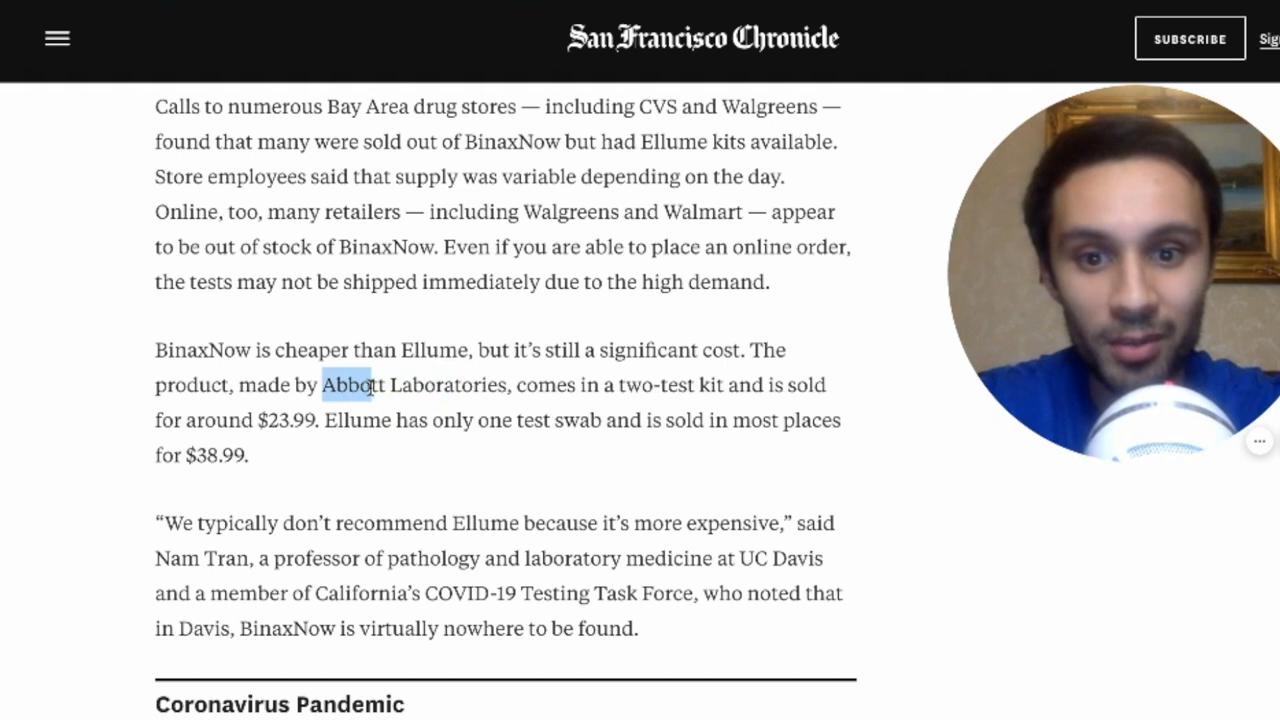 San Francisco Chronicle
SUBSCRIBE
Calls to numerous Bay Area drug stores — including CVS and Walgreens —
found that many were sold out of BinaxNow but had Ellume kits available.
Store employees said that supply was variable depending on the day.
Online, too, many retailers — including Walgreens and Walmart — appear
to be out of stock of BinaxNow. Even if you are able to place an online order,
the tests may not be shipped immediately due to the high demand.
BinaxNow is cheaper than Ellume, but it’s still a significant cost. The
product, made by Abbott Laboratories, comes in a two-test kit and is sold
for around $23.99. Ellume has only one test swab and is sold in most places
for $38.99.
“We typically don’t recommend Ellume because it’s more expensive,” said
Nam Tran, a professor of pathology and laboratory medicine at UC Davis
and a member of California’s COVID-19 Testing Task Force, who noted that
in Davis, BinaxNow is virtually nowhere to be found.
Coronavirus Pandemic